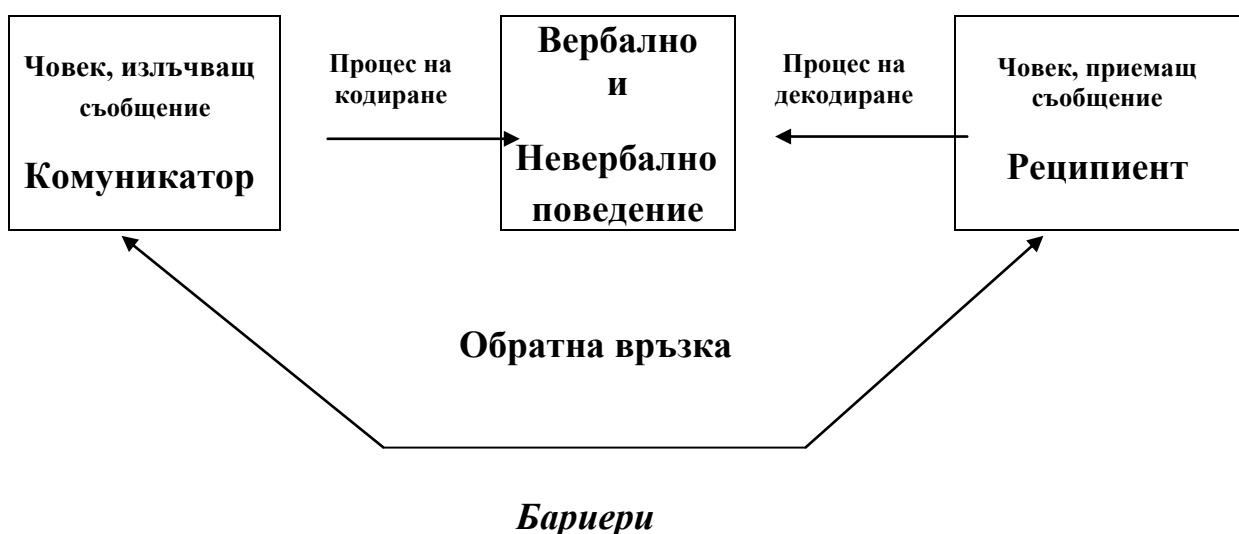 Човек, излъчващ
съобщение
Комуникатор
Процес на
кодиране
Вербално
и
Невербално
поведение
Процес на
декодиране
Човек, приемащ
съобщение
Реципиент
Обратна връзка
Бариери